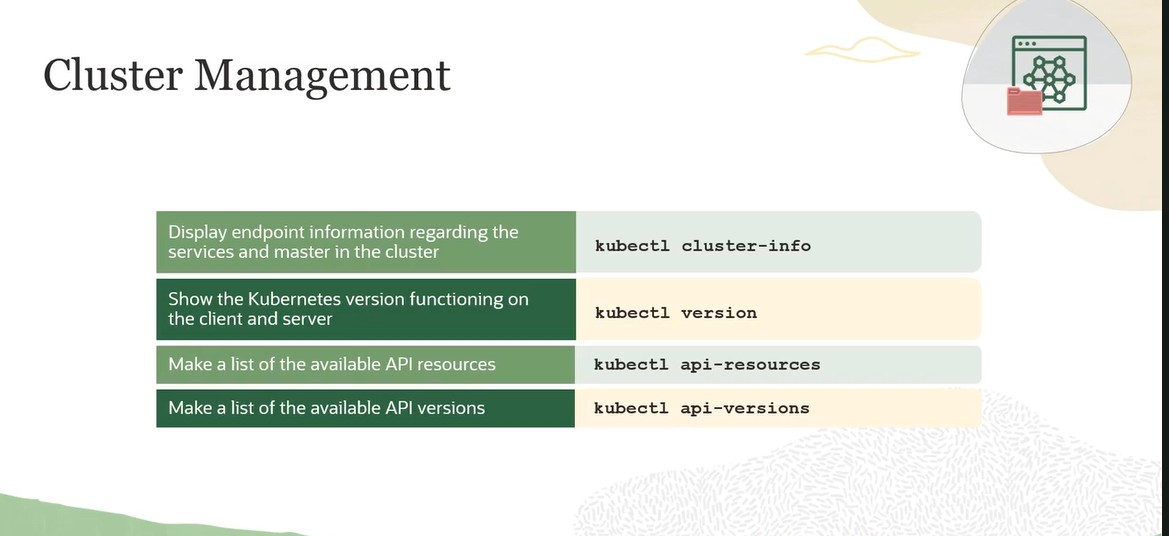 Cluster Management
Display endpoint information regarding the
services and master in the cluster
kubectl cluster-info
Show the Kubernetes version functioning on
the client and server
kubectl version
Make a list of the available API resources
kubectl api-resources
Make a list of the available API versions
kubectl api-versions